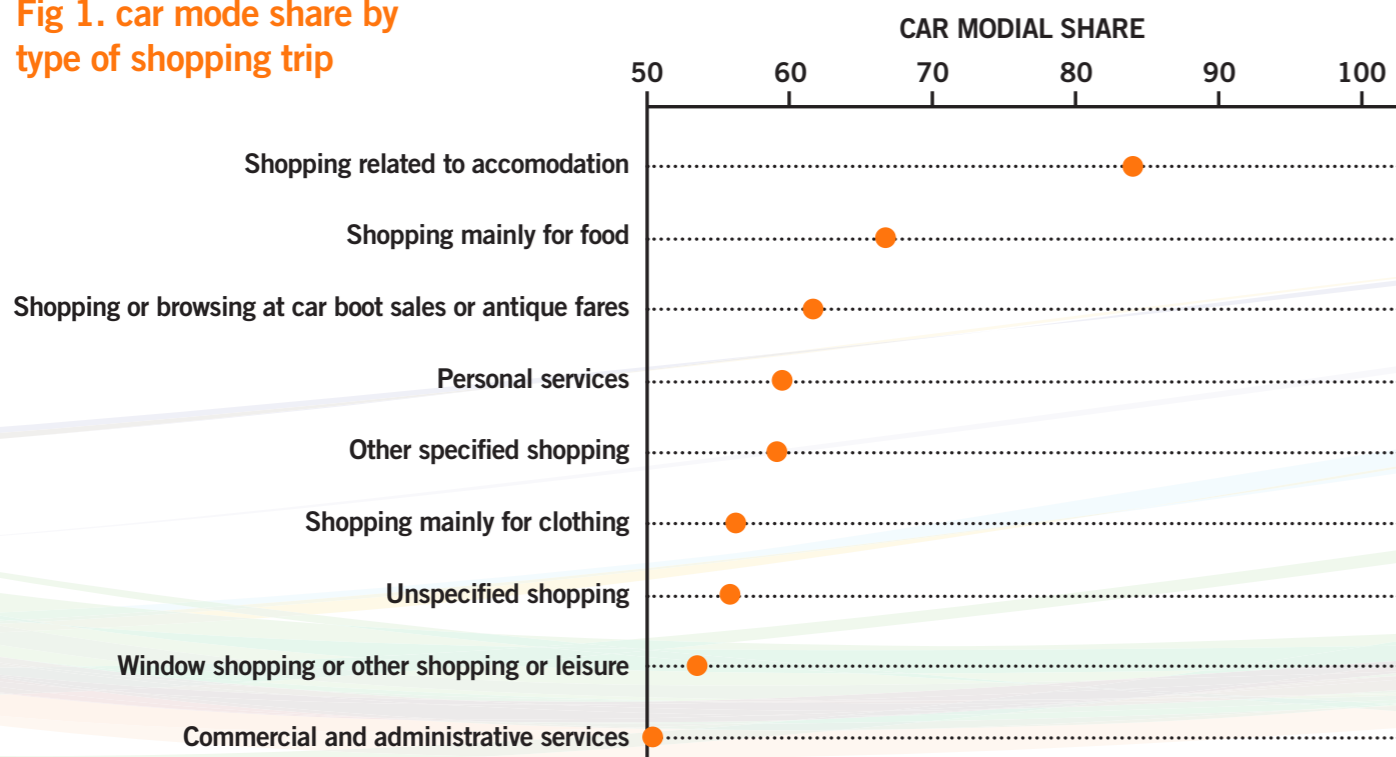 Fig 1. car mode share by
type of shopping trip
CAR MODIAL SHARE
50 60 70 80 90 100
Shopping related to accomodation
Shopping mainly for food
Shopping or browsing at car boot sales or antique fares
Personal services
Other specified shopping
Shopping mainly for clothing
Unspecified shopping
Window shopping or other shopping or leisure
Commercial and administrative services